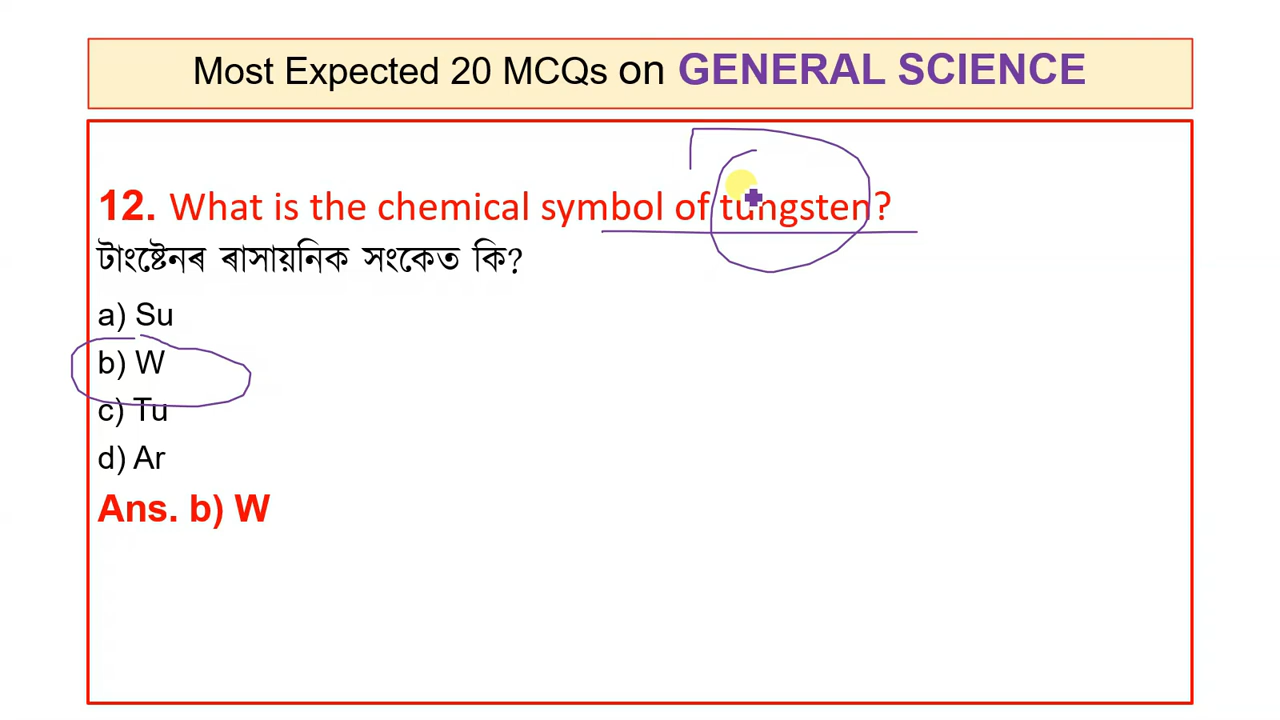 Most Expected 20 MCQs on GENERAL SCIENCE
12. What is the chemical symbol of tungsten?
টাংষ্টেনৰ ৰাসায়নিক সংকেত কি?
a) Su
b) W
c) Tu
d) Ar
Ans. b) W